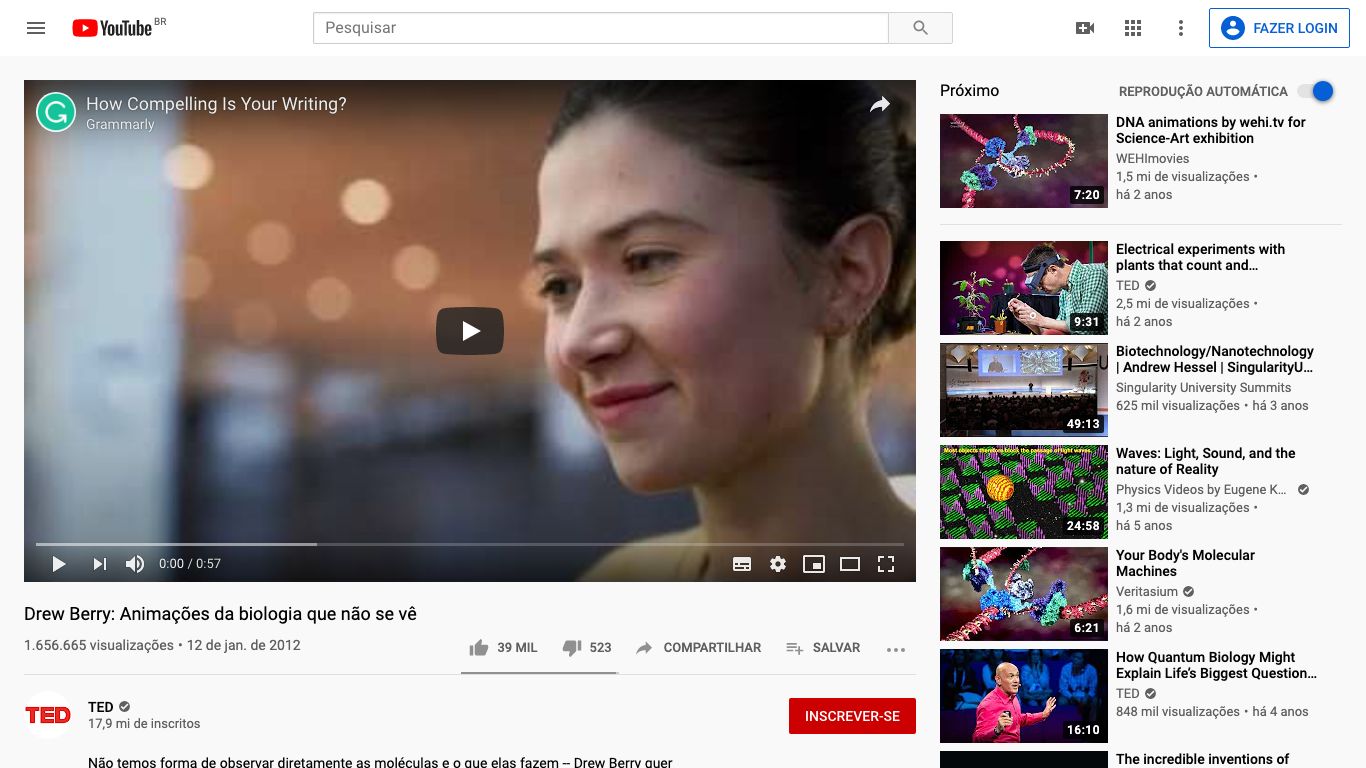 YouTube BR
Pesquisar
FAZER LOGIN
How Compelling Is Your Writing?
Grammarly
0:00 / 0:57
Drew Berry: Animações da biologia que não se vê
1.656.665 visualizações • 12 de jan. de 2012
39 MIL
523
COMPARTILHAR
SALVAR
TED
TED
17,9 mi de inscritos
INSCREVER-SE
Não temos forma de observar diretamente as moléculas e o que elas fazem -- Drew Berry quer
Próximo
REPRODUÇÃO AUTOMÁTICA
7:20
DNA animations by wehi.tv for
Science-Art exhibition
WEHImovies
1,5 mi de visualizações •
há 2 anos
9:31
Electrical experiments with
plants that count and…
TED
2,5 mi de visualizações •
há 2 anos
49:13
Biotechnology/Nanotechnology
| Andrew Hessel | SingularityU…
Singularity University Summits
625 mil visualizações • há 3 anos
Most objects therefore block the passage of light waves.
24:58
Waves: Light, Sound, and the
nature of Reality
Physics Videos by Eugene K…
1,3 mi de visualizações •
há 5 anos
6:21
Your Body's Molecular
Machines
Veritasium
1,6 mi de visualizações •
há 2 anos
16:10
How Quantum Biology Might
Explain Life’s Biggest Question…
TED
848 mil visualizações • há 4 anos
The incredible inventions of